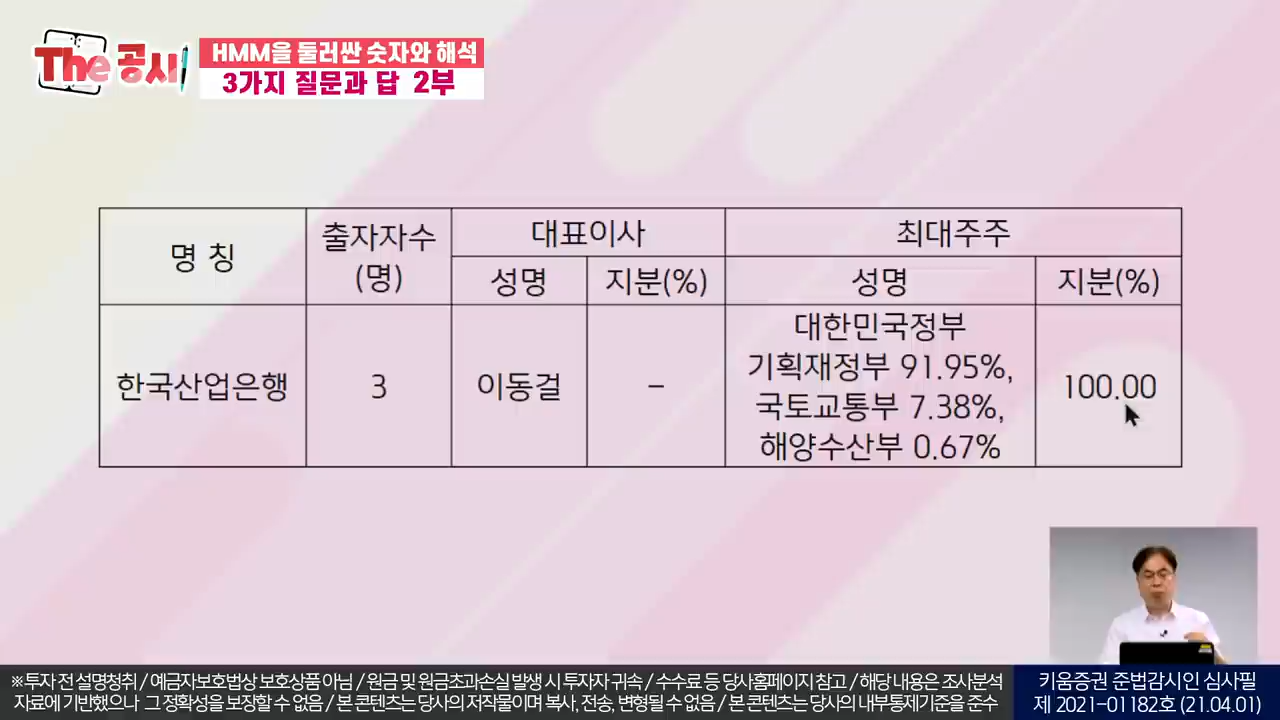 The 공시
HMM을 둘러싼 숫자와 해석
3가지 질문과 답 2부
명 칭
출자자수
(명)
대표이사
최대주주
성명
지분(%)
성명
지분(%)
한국산업은행
3
이동걸
–
대한민국정부
기획재정부 91.95%,
국토교통부 7.38%,
해양수산부 0.67%
100.00
※투자 전 설명청취 / 예금자보호법상 보호상품 아님 / 원금 및 원금초과손실 발생 시 투자자 귀속 / 수수료 등 당사홈페이지 참고 / 해당 내용은 조사분석
자료에 기반했으나 그 정확성을 보장할 수 없음 / 본 콘텐츠는 당사의 저작물이며 복사, 전송, 변형될 수 없음 / 본 콘텐츠는 당사의 내부통제기준을 준수
키움증권 준법감시인 심사필
제 2021-01182호 (21.04.01)